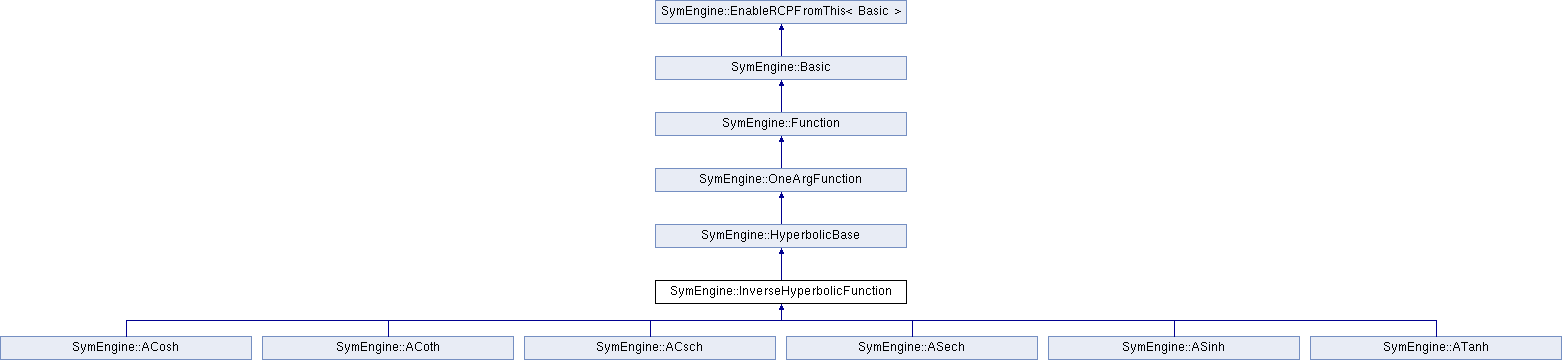 SymEngine::EnableRCPFromThis< Basic >
SymEngine::Basic
SymEngine::Function
SymEngine::OneArgFunction
SymEngine::HyperbolicBase
SymEngine::InverseHyperbolicFunction
SymEngine::ACosh
SymEngine::ACoth
SymEngine::ACsch
SymEngine::ASech
SymEngine::ASinh
SymEngine::ATanh